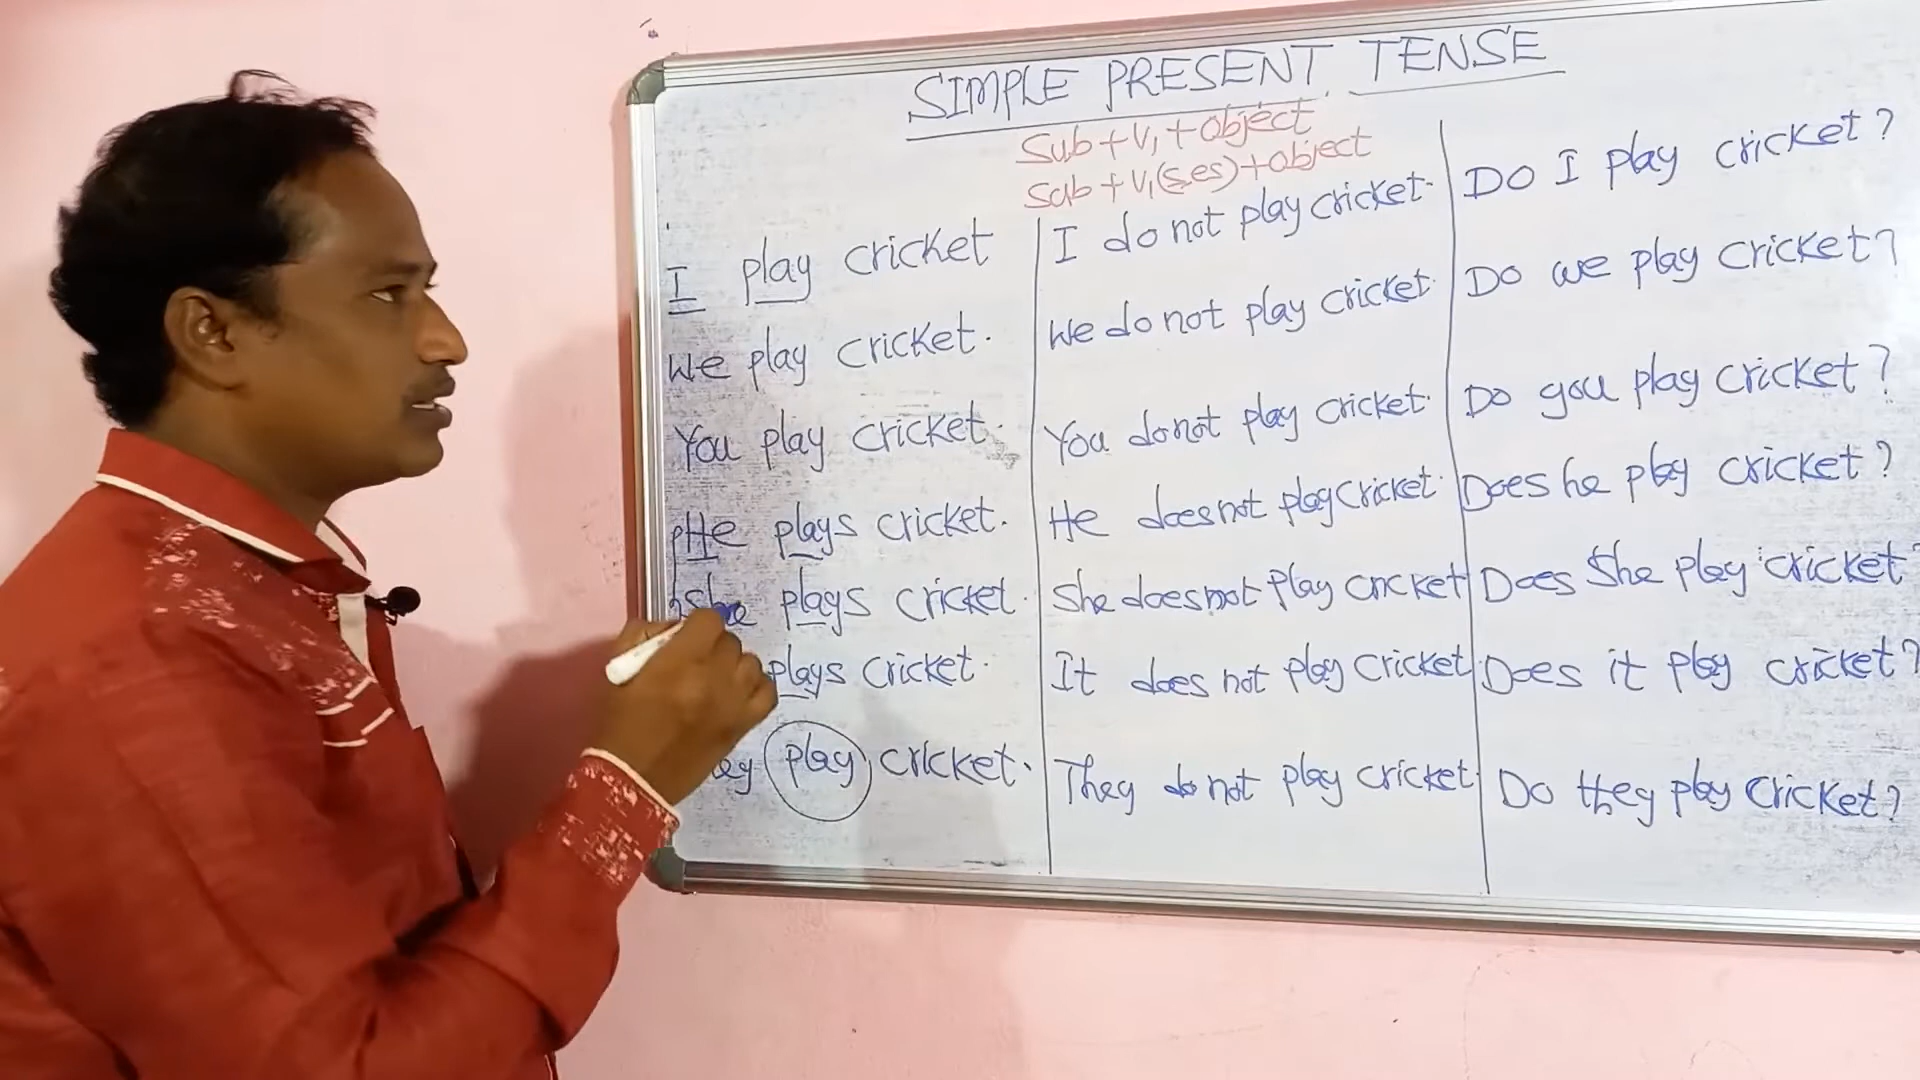 SIMPLE PRESENT TENSE
Sub + V1 + object
Sub + V1(s,es) + object
I play cricket
We play cricket.
You play cricket.
He plays cricket.
She plays cricket.
plays cricket.
play cricket.
I do not play cricket.
We do not play cricket.
You do not play cricket.
He does not play cricket.
She does not play cricket
It does not play cricket
They do not play cricket
Do I play cricket?
Do we play cricket?
Do you play cricket?
Does he play cricket?
Does She play cricket?
Does it play cricket?
Do they play cricket?